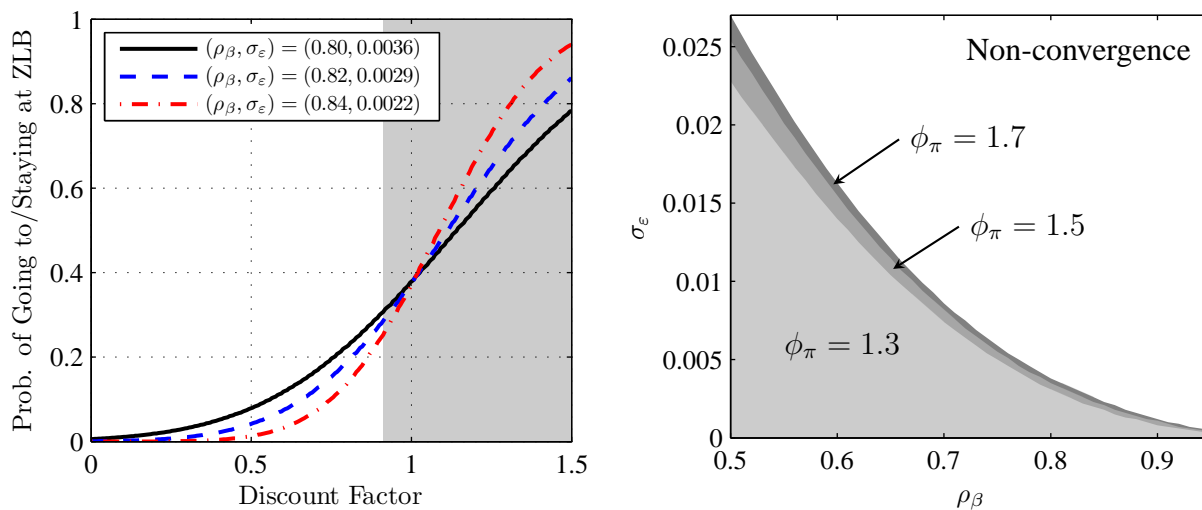 Prob. of Going to/Staying at ZLB
1
0.8
0.6
0.4
0.2
0
(ρβ, σε) = (0.80, 0.0036)
(ρβ, σε) = (0.82, 0.0029)
(ρβ, σε) = (0.84, 0.0022)
0 0.5 1 1.5
Discount Factor
σε
0.025
0.02
0.015
0.01
0.005
0
Non-convergence
ϕπ = 1.7
ϕπ = 1.5
ϕπ = 1.3
0.5 0.6 0.7 0.8 0.9
ρβ